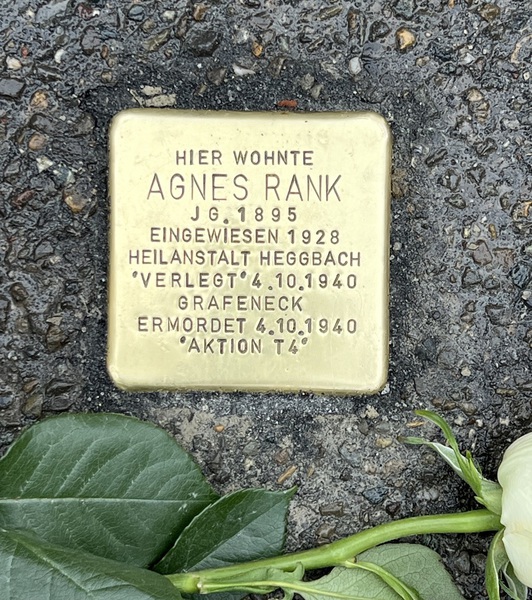 HIER WOHNTE
AGNES RANK
JG. 1895
EINGEWIESEN 1928
HEILANSTALT HEGGBACH
"VERLEGT" 4.10.1940
GRAFENECK
ERMORDET 4.10.1940
"AKTION T4"